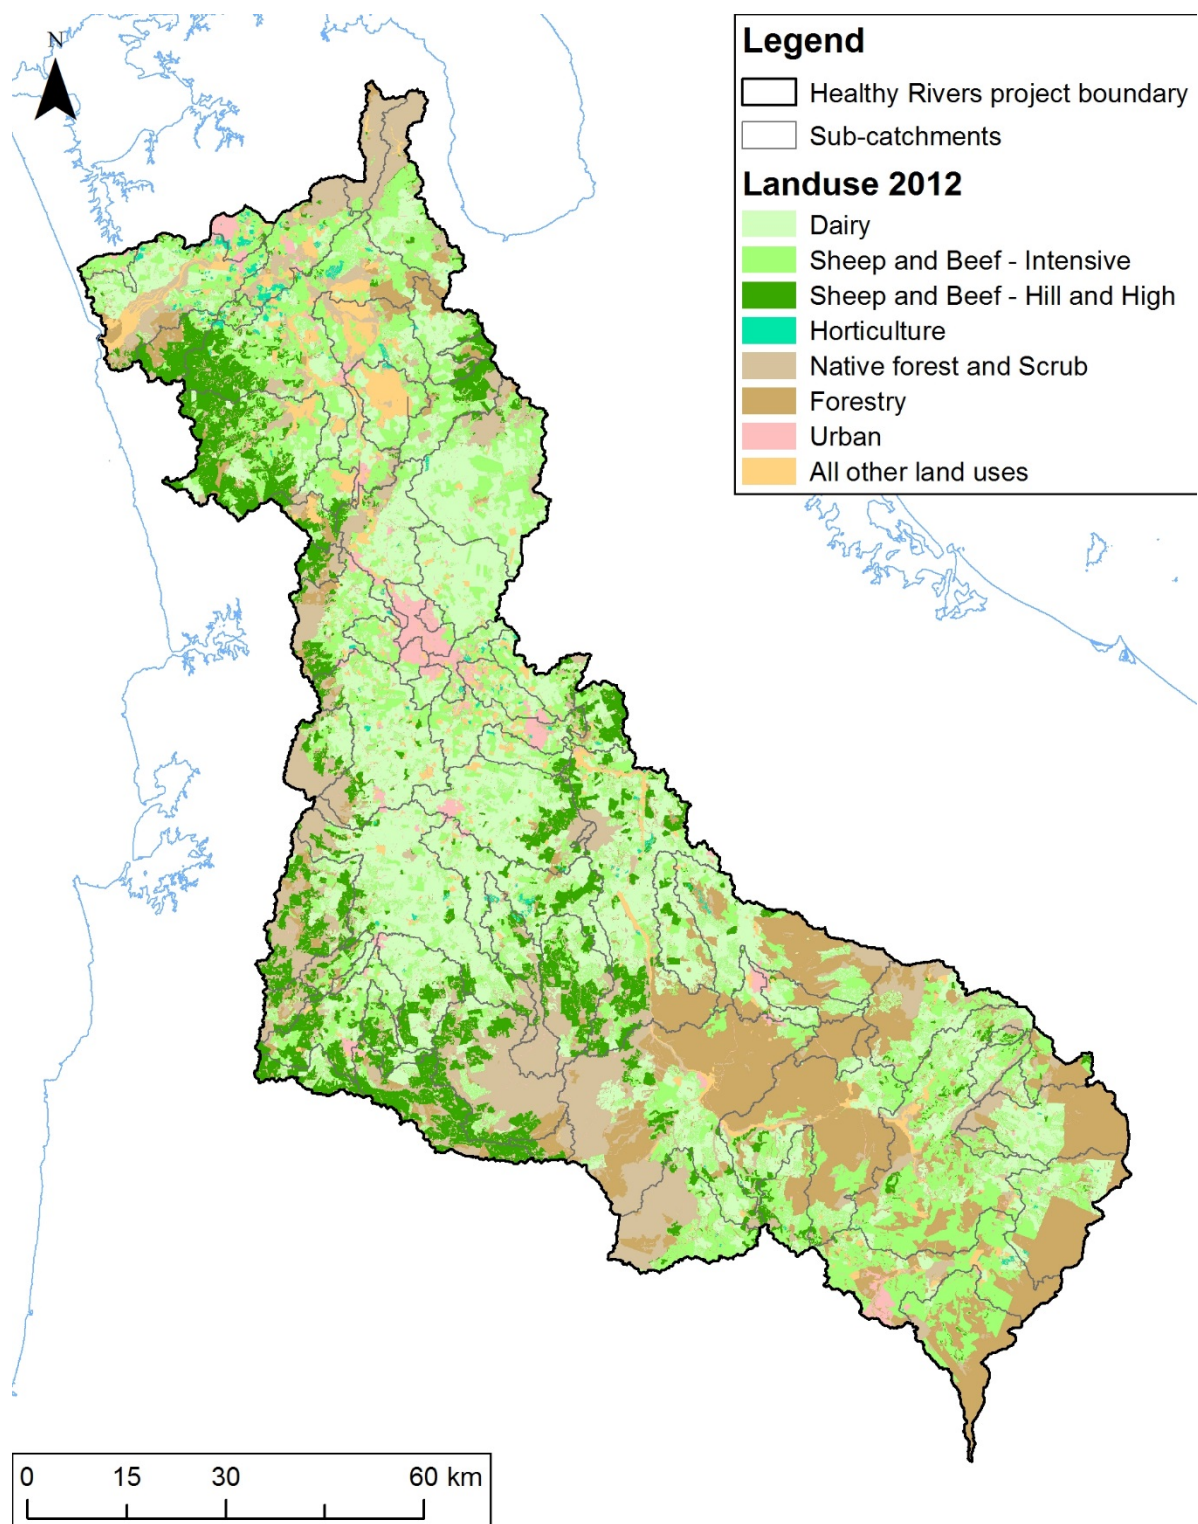 N
Legend
Healthy Rivers project boundary
Sub-catchments
Landuse 2012
Dairy
Sheep and Beef - Intensive
Sheep and Beef - Hill and High
Horticulture
Native forest and Scrub
Forestry
Urban
All other land uses
0 15 30 60 km